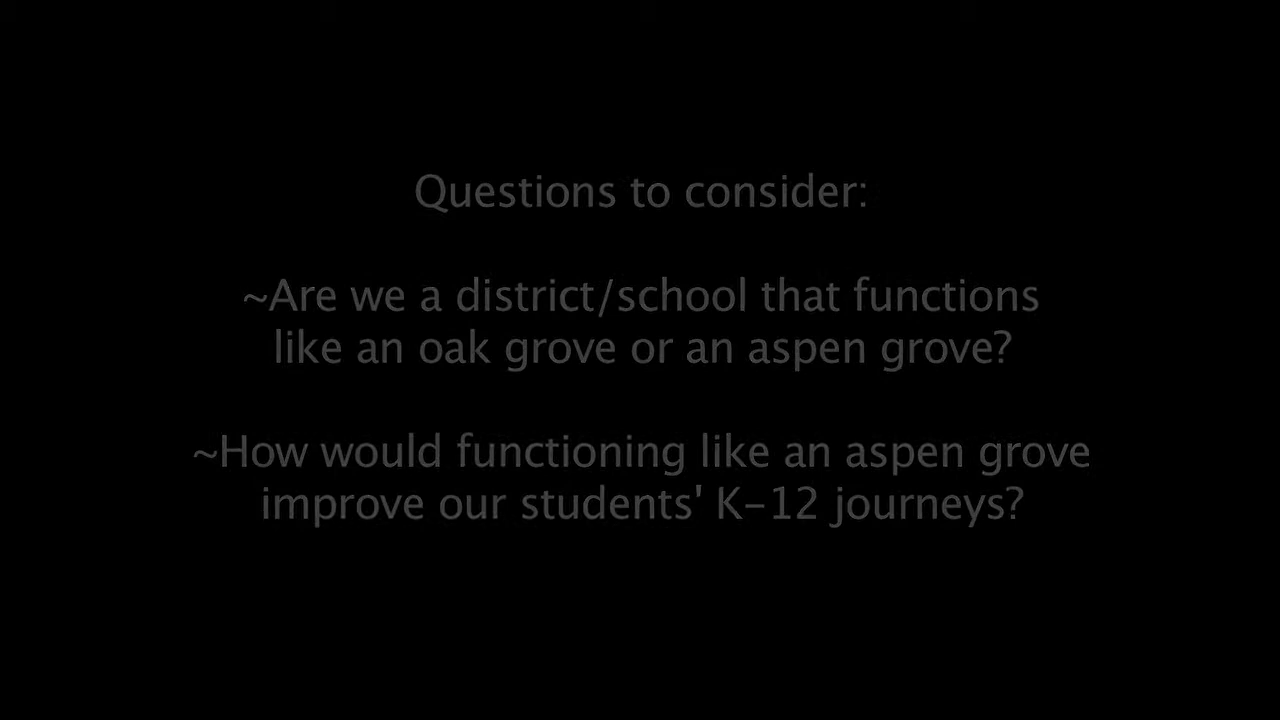 Questions to consider:
~Are we a district/school that functions
like an oak grove or an aspen grove?
~How would functioning like an aspen grove
improve our students' K-12 journeys?